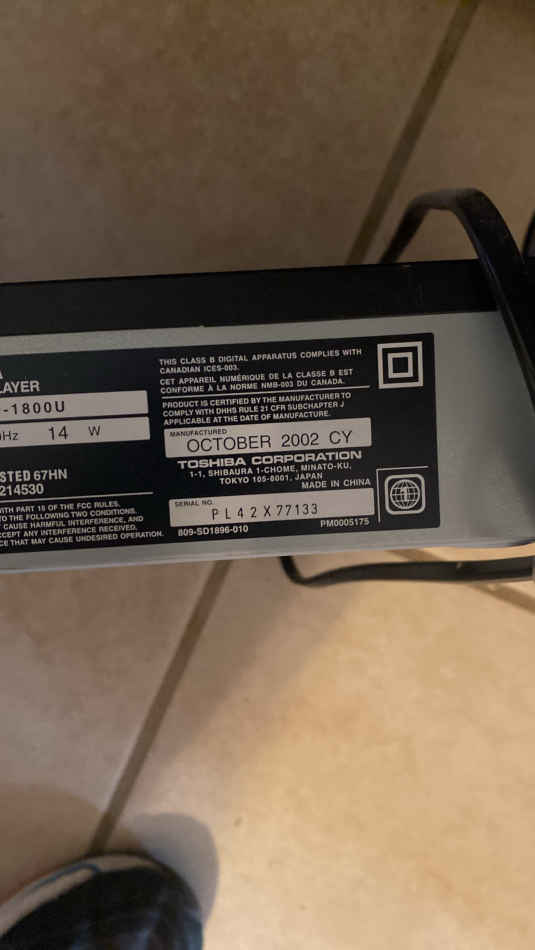 A
LAYER
-1800U
Hz 14 W
STED 67HN
214530
WITH PART 15 OF THE FCC RULES,
TO THE FOLLOWING TWO CONDITIONS.
CAUSE HARMFUL INTERFERENCE, AND
CCEPT ANY INTERFERENCE RECEIVED,
CE THAT MAY CAUSE UNDESIRED OPERATION.
THIS CLASS B DIGITAL APPARATUS COMPLIES WITH
CANADIAN ICES-003.
CET APPAREIL NUMÉRIQUE DE LA CLASSE B EST
CONFORME À LA NORME NMB-003 DU CANADA.
PRODUCT IS CERTIFIED BY THE MANUFACTURER TO
COMPLY WITH DHHS RULE 21 CFR SUBCHAPTER J
APPLICABLE AT THE DATE OF MANUFACTURE.
MANUFACTURED
OCTOBER 2002 CY
TOSHIBA CORPORATION
1-1, SHIBAURA 1-CHOME, MINATO-KU,
TOKYO 105-8001, JAPAN
MADE IN CHINA
SERIAL NO.
PL42X77133
809-SD1896-010 PM0005175
1